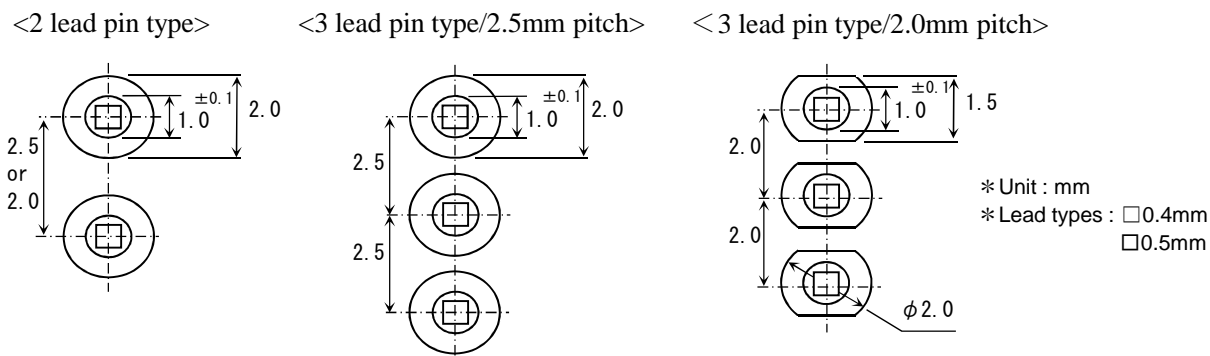 <2 lead pin type>
<3 lead pin type/2.5mm pitch>
＜3 lead pin type/2.0mm pitch>
2.5
or
2.0
±0.1
1.0
2.0
2.5
2.5
±0.1
1.0
2.0
2.0
2.0
±0.1
1.0
1.5
φ2.0
＊Unit : mm
＊Lead types : □0.4mm
□0.5mm